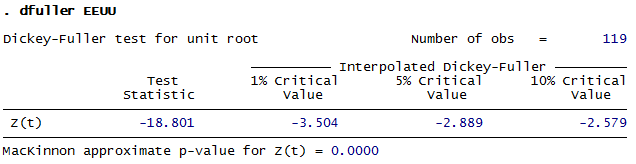 . dfuller EEUU
Dickey-Fuller test for unit root Number of obs = 119
Interpolated Dickey-Fuller
Test 1% Critical 5% Critical 10% Critical
Statistic Value Value Value
Z(t) -18.801 -3.504 -2.889 -2.579
MacKinnon approximate p-value for Z(t) = 0.0000